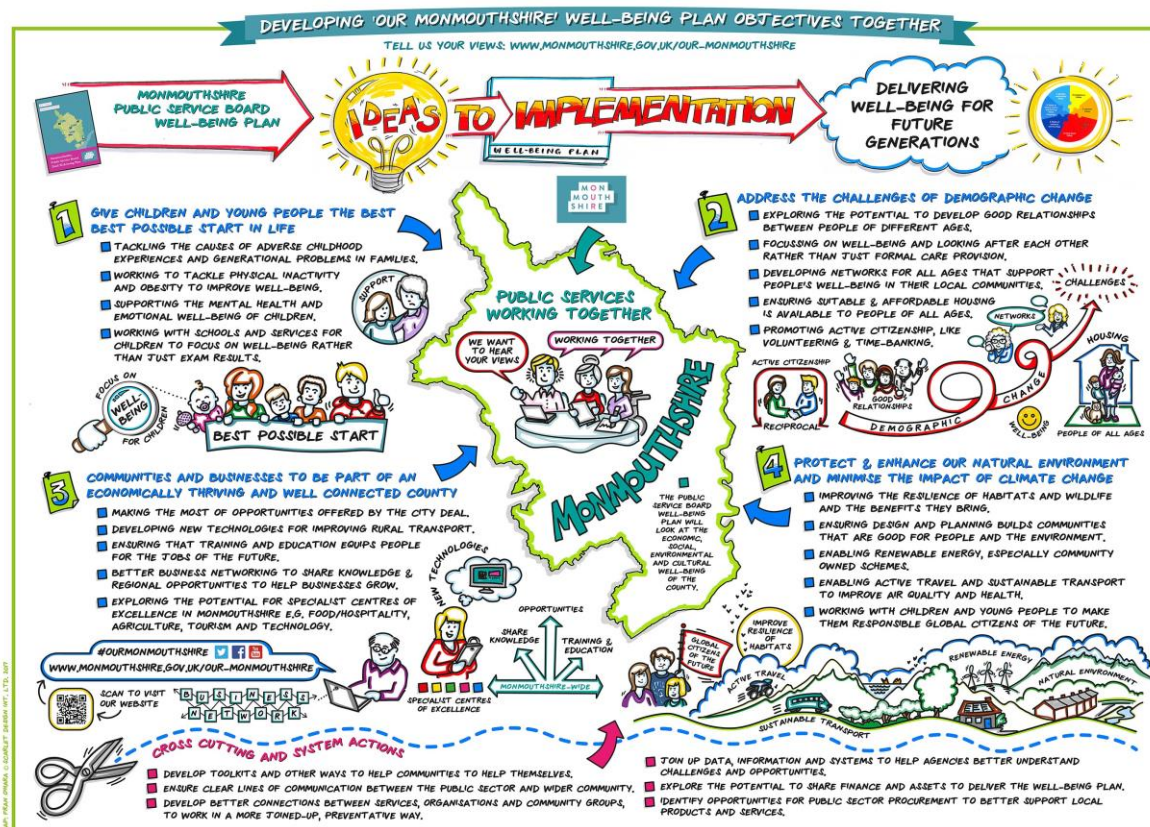 DEVELOPING 'OUR MONMOUTHSHIRE' WELL-BEING PLAN OBJECTIVES TOGETHER
TELL US YOUR VIEWS: WWW.MONMOUTHSHIRE.GOV.UK/OUR-MONMOUTHSHIRE
MONMOUTHSHIRE
PUBLIC SERVICE BOARD
WELL-BEING PLAN
IDEAS TO IMPLEMENTATION
WELL-BEING PLAN
DELIVERING
WELL-BEING FOR
FUTURE
GENERATIONS
MON
MOUTH
SHIRE
1
GIVE CHILDREN AND YOUNG PEOPLE THE BEST
BEST POSSIBLE START IN LIFE
TACKLING THE CAUSES OF ADVERSE CHILDHOOD
EXPERIENCES AND GENERATIONAL PROBLEMS IN FAMILIES.
WORKING TO TACKLE PHYSICAL INACTIVITY
AND OBESITY TO IMPROVE WELL-BEING.
SUPPORTING THE MENTAL HEALTH AND
EMOTIONAL WELL-BEING OF CHILDREN.
WORKING WITH SCHOOLS AND SERVICES FOR
CHILDREN TO FOCUS ON WELL-BEING RATHER
THAN JUST EXAM RESULTS.
SUPPORT
FOCUS ON
WELL
BEING
FOR CHILDREN
BEST POSSIBLE START
PUBLIC SERVICES
WORKING TOGETHER
WE WANT
TO HEAR
YOUR VIEWS
WORKING TOGETHER
MONMOUTHSHIRE
THE PUBLIC
SERVICE BOARD
WELL-BEING
PLAN WILL
LOOK AT THE
ECONOMIC,
SOCIAL,
ENVIRONMENTAL
AND CULTURAL
WELL-BEING
OF THE
COUNTY.
2
ADDRESS THE CHALLENGES OF DEMOGRAPHIC CHANGE
EXPLORING THE POTENTIAL TO DEVELOP GOOD RELATIONSHIPS
BETWEEN PEOPLE OF DIFFERENT AGES.
FOCUSSING ON WELL-BEING AND LOOKING AFTER EACH OTHER
RATHER THAN JUST FORMAL CARE PROVISION.
DEVELOPING NETWORKS FOR ALL AGES THAT SUPPORT
PEOPLE'S WELL-BEING IN THEIR LOCAL COMMUNITIES.
ENSURING SUITABLE & AFFORDABLE HOUSING
IS AVAILABLE TO PEOPLE OF ALL AGES.
PROMOTING ACTIVE CITIZENSHIP, LIKE
VOLUNTEERING & TIME-BANKING.
CHALLENGES
NETWORKS
HOUSING
ACTIVE CITIZENSHIP
RECIPROCAL
GOOD
RELATIONSHIPS
DEMOGRAPHIC
CHANGE
WELL-BEING
PEOPLE OF ALL AGES
3
COMMUNITIES AND BUSINESSES TO BE PART OF AN
ECONOMICALLY THRIVING AND WELL CONNECTED COUNTY
MAKING THE MOST OF OPPORTUNITIES OFFERED BY THE CITY DEAL.
DEVELOPING NEW TECHNOLOGIES FOR IMPROVING RURAL TRANSPORT.
ENSURING THAT TRAINING AND EDUCATION EQUIPS PEOPLE
FOR THE JOBS OF THE FUTURE.
BETTER BUSINESS NETWORKING TO SHARE KNOWLEDGE &
REGIONAL OPPORTUNITIES TO HELP BUSINESSES GROW.
EXPLORING THE POTENTIAL FOR SPECIALIST CENTRES OF
EXCELLENCE IN MONMOUTHSHIRE E.G. FOOD/HOSPITALITY,
AGRICULTURE, TOURISM AND TECHNOLOGY.
#OURMONMOUTHSHIRE
WWW.MONMOUTHSHIRE.GOV.UK/OUR-MONMOUTHSHIRE
SCAN TO VISIT
OUR WEBSITE
BUSINESS
NETWORK
NEW TECHNOLOGIES
SPECIALIST CENTRES
OF EXCELLENCE
OPPORTUNITIES
SHARE
KNOWLEDGE
TRAINING &
EDUCATION
MONMOUTHSHIRE-WIDE
4
PROTECT & ENHANCE OUR NATURAL ENVIRONMENT
AND MINIMISE THE IMPACT OF CLIMATE CHANGE
IMPROVING THE RESILIENCE OF HABITATS AND WILDLIFE
AND THE BENEFITS THEY BRING.
ENSURING DESIGN AND PLANNING BUILDS COMMUNITIES
THAT ARE GOOD FOR PEOPLE AND THE ENVIRONMENT.
ENABLING RENEWABLE ENERGY, ESPECIALLY COMMUNITY
OWNED SCHEMES.
ENABLING ACTIVE TRAVEL AND SUSTAINABLE TRANSPORT
TO IMPROVE AIR QUALITY AND HEALTH.
WORKING WITH CHILDREN AND YOUNG PEOPLE TO MAKE
THEM RESPONSIBLE GLOBAL CITIZENS OF THE FUTURE.
GLOBAL
CITIZENS
OF THE
FUTURE
IMPROVE
RESILIENCE
OF HABITATS
ACTIVE TRAVEL
SUSTAINABLE TRANSPORT
RENEWABLE ENERGY
NATURAL ENVIRONMENT
CROSS CUTTING AND SYSTEM ACTIONS
DEVELOP TOOLKITS AND OTHER WAYS TO HELP COMMUNITIES TO HELP THEMSELVES.
ENSURE CLEAR LINES OF COMMUNICATION BETWEEN THE PUBLIC SECTOR AND WIDER COMMUNITY.
DEVELOP BETTER CONNECTIONS BETWEEN SERVICES, ORGANISATIONS AND COMMUNITY GROUPS,
TO WORK IN A MORE JOINED-UP, PREVENTATIVE WAY.
JOIN UP DATA, INFORMATION AND SYSTEMS TO HELP AGENCIES BETTER UNDERSTAND
CHALLENGES AND OPPORTUNITIES.
EXPLORE THE POTENTIAL TO SHARE FINANCE AND ASSETS TO DELIVER THE WELL-BEING PLAN.
IDENTIFY OPPORTUNITIES FOR PUBLIC SECTOR PROCUREMENT TO BETTER SUPPORT LOCAL
PRODUCTS AND SERVICES.
FRAN OHARA © SCARLET DESIGN INT. LTD. 2017